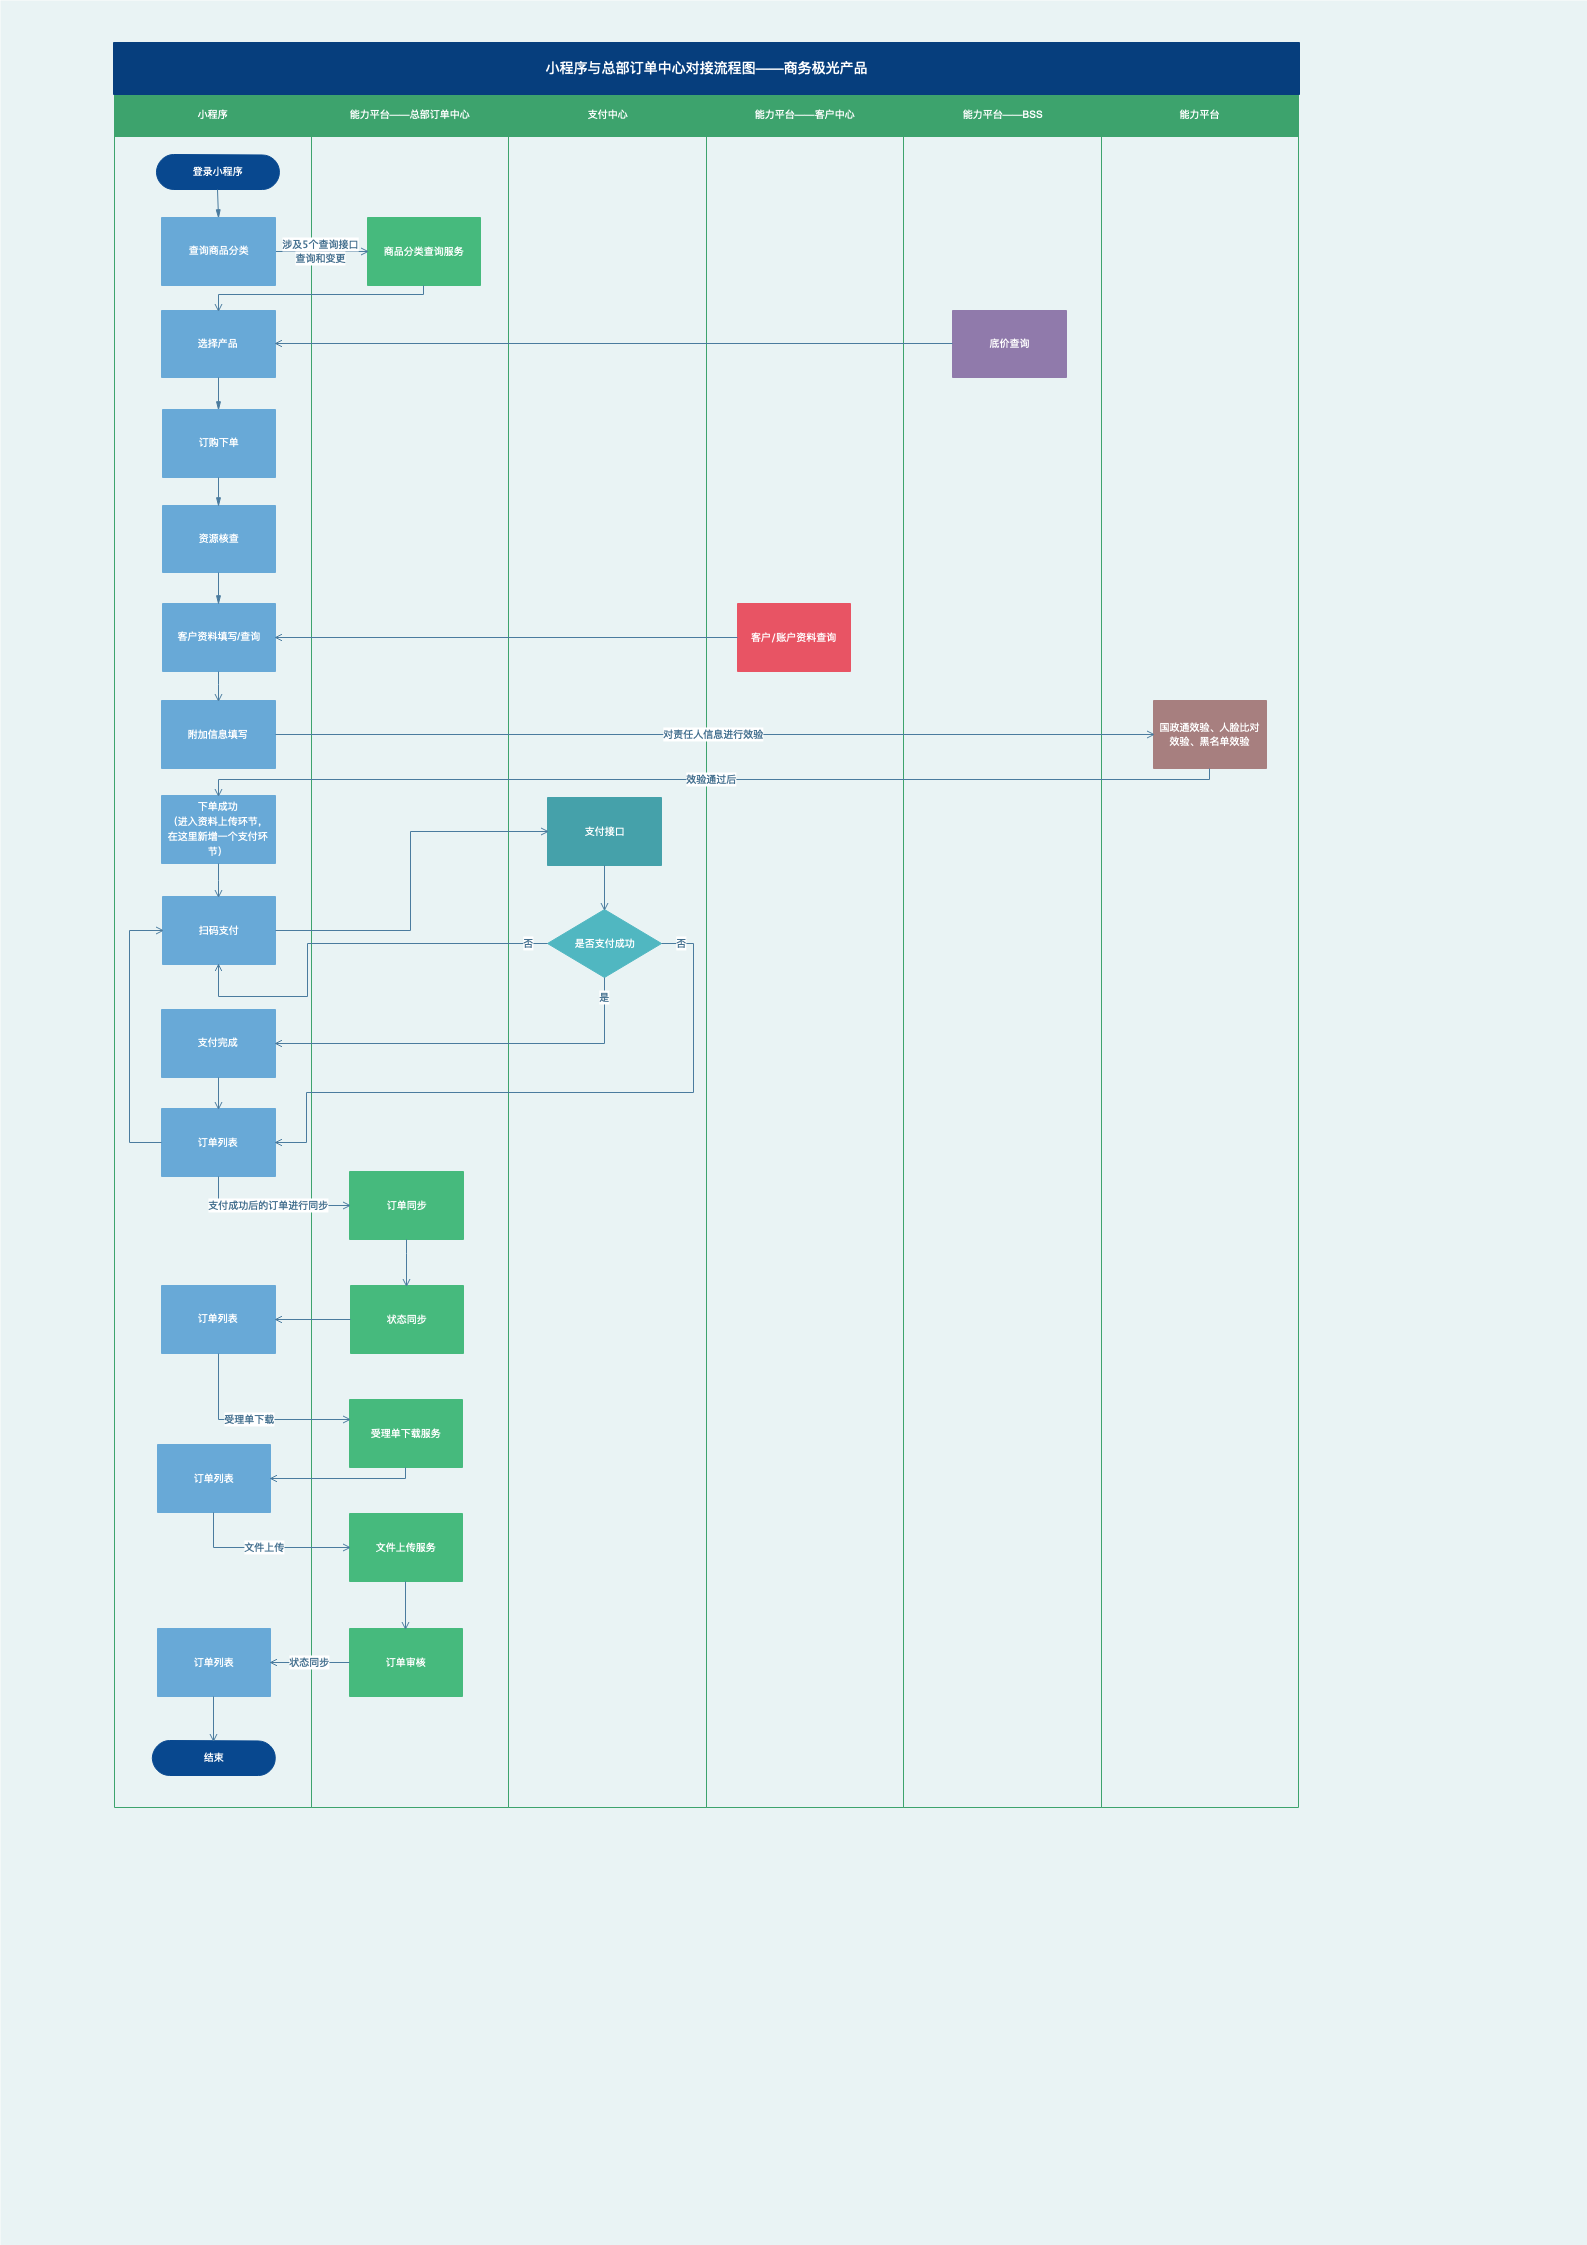 小程序与总部订单中心对接流程图——商务极光产品
小程序
能力平台——总部订单中心
支付中心
能力平台——客户中心
能力平台——BSS
能力平台
登录小程序
查询商品分类
涉及5个查询接口
查询和变更
商品分类查询服务
选择产品
底价查询
订购下单
资源核查
客户资料填写/查询
客户/账户资料查询
附加信息填写
对责任人信息进行效验
国政通效验、人脸比对
效验、黑名单效验
效验通过后
下单成功
（进入资料上传环节，
在这里新增一个支付环
节）
支付接口
扫码支付
否
是否支付成功
否
是
支付完成
订单列表
支付成功后的订单进行同步
订单同步
订单列表
状态同步
受理单下载
受理单下载服务
订单列表
文件上传
文件上传服务
订单列表
状态同步
订单审核
结束